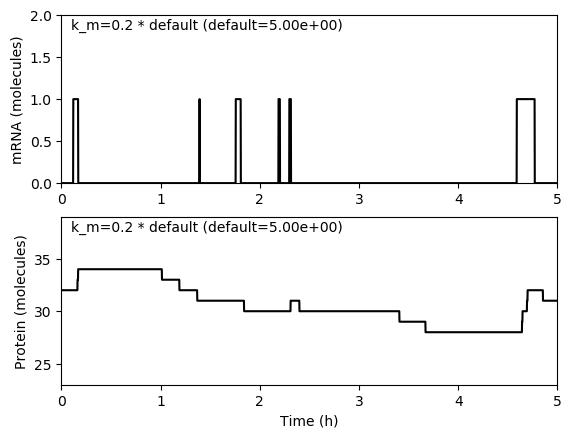 k_m=0.2 * default (default=5.00e+00)
mRNA (molecules)
2.0
1.5
1.0
0.5
0.0
0 1 2 3 4 5
k_m=0.2 * default (default=5.00e+00)
Protein (molecules)
35
30
25
0 1 2 3 4 5
Time (h)